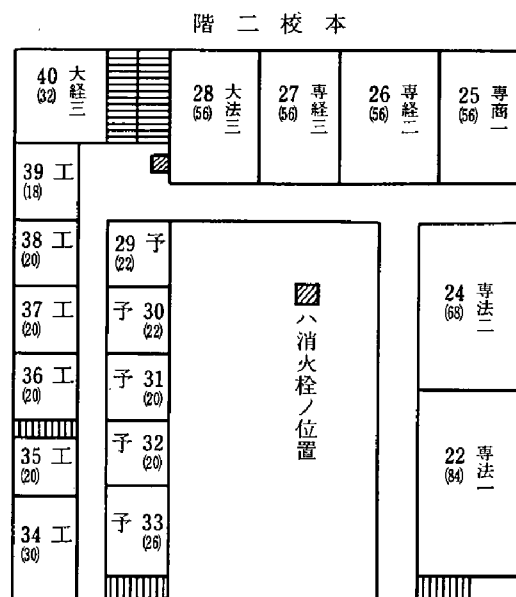 階二校本
40 大経三
(32)
28 大法三
(56)
27 専経三
(56)
26 専経二
(56)
25 専商一
(56)
39 工
(18)
38 工
(20)
37 工
(20)
36 工
(20)
35 工
(20)
34 工
(30)
29 予
(22)
予 30
(22)
予 31
(20)
予 32
(20)
予 33
(26)
ハ消火栓ノ位置
24 専法二
(68)
22 専法一
(84)